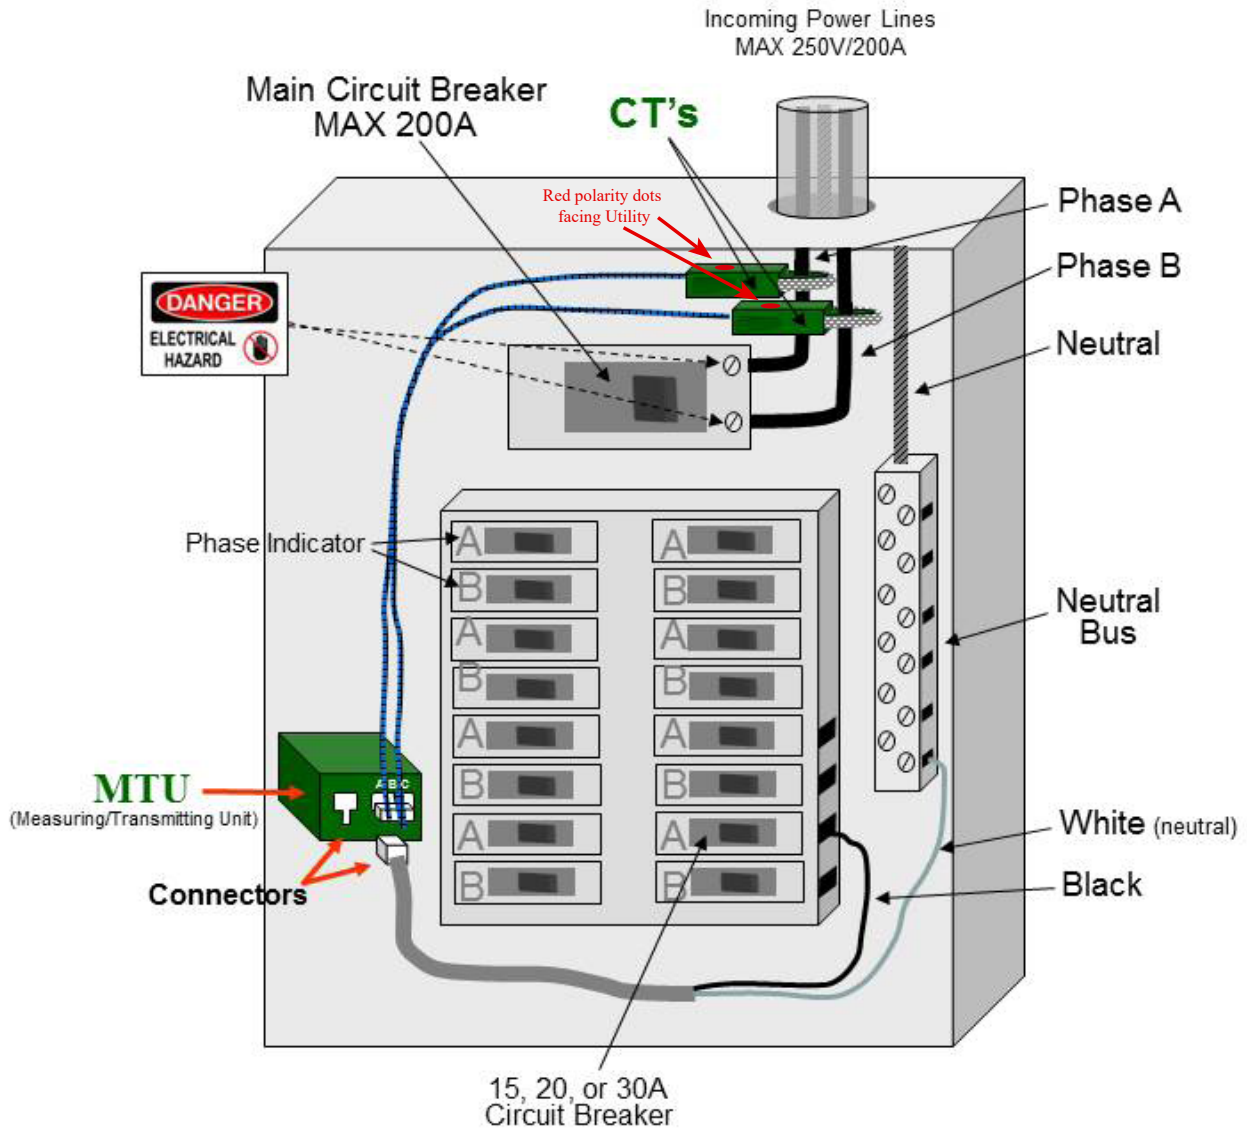 Incoming Power Lines
MAX 250V/200A
Main Circuit Breaker
MAX 200A
CT's
Red polarity dots
facing Utility
Phase A
Phase B
Neutral
DANGER
ELECTRICAL
HAZARD
Phase Indicator
A
B
A
B
A
B
A
B
A
B
A
B
A
B
A
B
Neutral
Bus
MTU
(Measuring/Transmitting Unit)
A B C
Connectors
White (neutral)
Black
15, 20, or 30A
Circuit Breaker